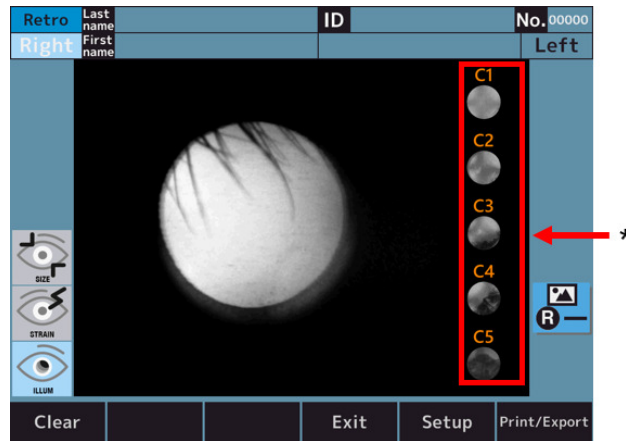 Retro Last name ID No. 00000
Right First name Left
C1
C2
C3
C4
C5
*
SIZE
STRAIN
R
ILLUM
Clear Exit Setup Print/Export